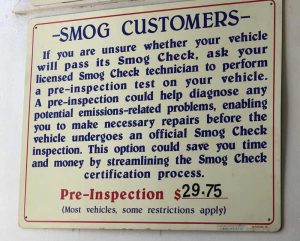 -SMOG CUSTOMERS-
If you are unsure whether your vehicle
will pass its Smog Check, ask your
licensed Smog Check technician to perform
a pre-inspection test on your vehicle.
A pre-inspection could help diagnose any
potential emissions-related problems, enabling
you to make necessary repairs before the
vehicle undergoes an official Smog Check
inspection. This option could save you time
and money by streamlining the Smog Check
certification process.
Pre-Inspection $29.75
(Most vehicles, some restrictions apply)